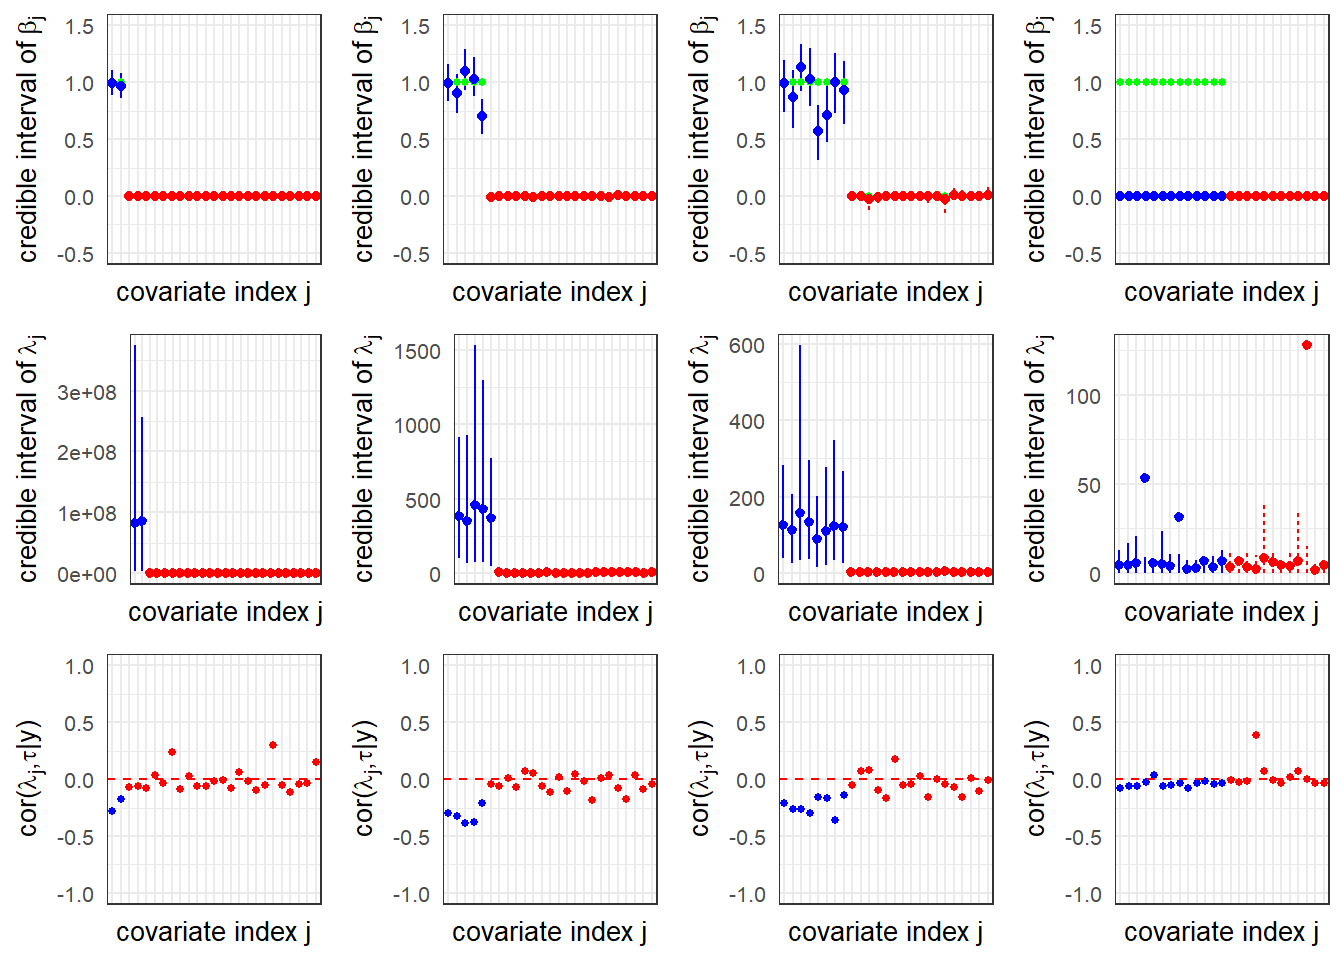 credible interval of βj
1.5
1.0
0.5
0.0
-0.5
covariate index j
credible interval of βj
1.5
1.0
0.5
0.0
-0.5
covariate index j
credible interval of βj
1.5
1.0
0.5
0.0
-0.5
covariate index j
credible interval of βj
1.5
1.0
0.5
0.0
-0.5
covariate index j
credible interval of λj
3e+08
2e+08
1e+08
0e+00
covariate index j
credible interval of λj
1500
1000
500
0
covariate index j
credible interval of λj
600
400
200
0
covariate index j
credible interval of λj
100
50
0
covariate index j
cor(λj,τ|y)
1.0
0.5
0.0
-0.5
-1.0
covariate index j
cor(λj,τ|y)
1.0
0.5
0.0
-0.5
-1.0
covariate index j
cor(λj,τ|y)
1.0
0.5
0.0
-0.5
-1.0
covariate index j
cor(λj,τ|y)
1.0
0.5
0.0
-0.5
-1.0
covariate index j